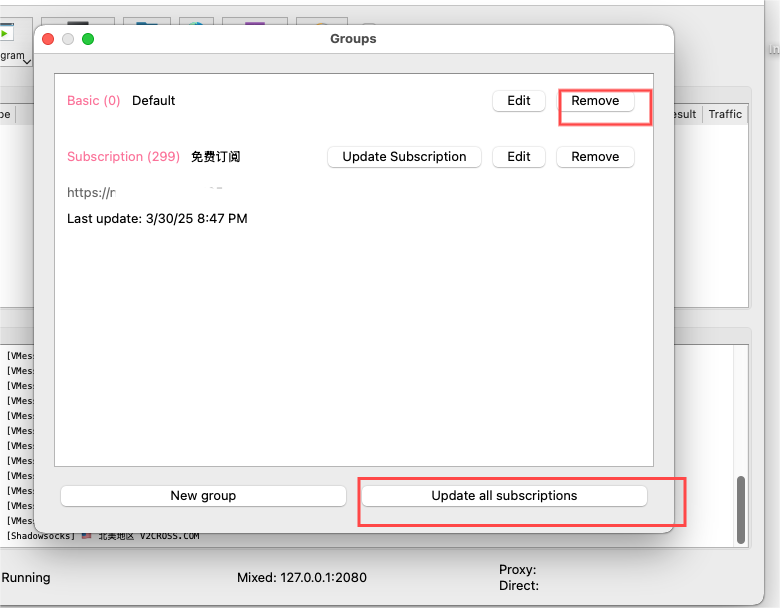 Groups
gram
Basic (0) Default Edit Remove
Subscription (299) 免费订阅 Update Subscription Edit Remove
https://r
Last update: 3/30/25 8:47 PM
Traffic
New group Update all subscriptions
[VMes
[VMes
[VMes
[VMes
[VMes
[VMes
[VMes
[VMes
[VMes
[VMes
[VMes
[VMes
[Shadowsocks] 🇺🇸 北美地区 V2CROSS.COM
Running
Mixed: 127.0.0.1:2080
Proxy:
Direct: